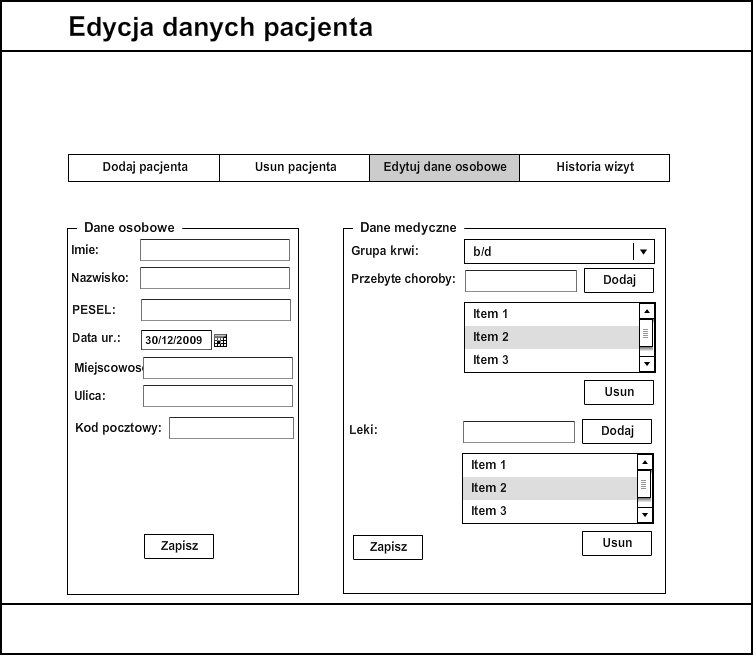 Edycja danych pacjenta
Dodaj pacjenta Usun pacjenta Edytuj dane osobowe Historia wizyt
Dane osobowe
Imie:
Nazwisko:
PESEL:
Data ur.: 30/12/2009
Miejscowosc
Ulica:
Kod pocztowy:
Zapisz
Dane medyczne
Grupa krwi: b/d
Przebyte choroby: Dodaj
Item 1
Item 2
Item 3
Usun
Leki: Dodaj
Item 1
Item 2
Item 3
Zapisz Usun